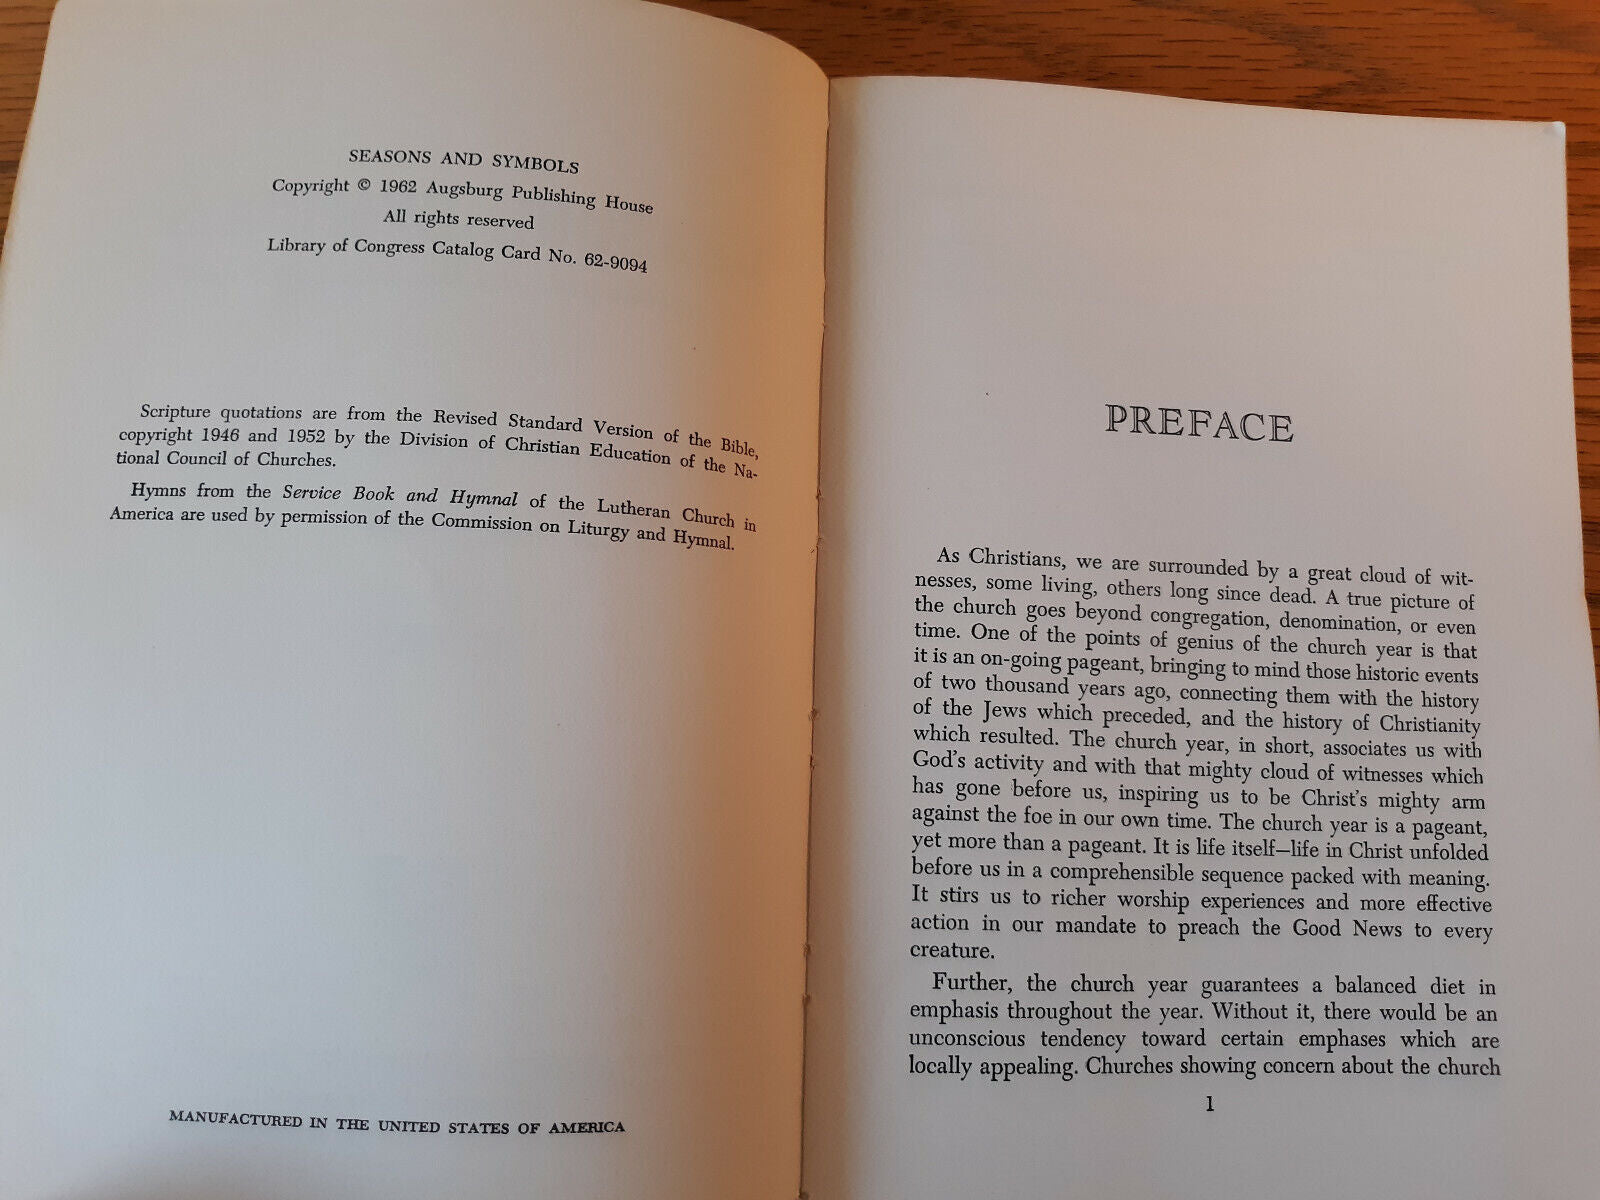 SEASONS AND SYMBOLS
Copyright © 1962 Augsburg Publishing House
All rights reserved
Library of Congress Catalog Card No. 62-9094
Scripture quotations are from the Revised Standard Version of the Bible,
copyright 1946 and 1952 by the Division of Christian Education of the Na-
tional Council of Churches.
Hymns from the Service Book and Hymnal of the Lutheran Church in
America are used by permission of the Commission on Liturgy and Hymnal.
MANUFACTURED IN THE UNITED STATES OF AMERICA
PREFACE
As Christians, we are surrounded by a great cloud of wit-
nesses, some living, others long since dead. A true picture of
the church goes beyond congregation, denomination, or even
time. One of the points of genius of the church year is that
it is an on-going pageant, bringing to mind those historic events
of two thousand years ago, connecting them with the history
of the Jews which preceded, and the history of Christianity
which resulted. The church year, in short, associates us with
God's activity and with that mighty cloud of witnesses which
has gone before us, inspiring us to be Christ's mighty arm
against the foe in our own time. The church year is a pageant,
yet more than a pageant. It is life itself—life in Christ unfolded
before us in a comprehensible sequence packed with meaning.
It stirs us to richer worship experiences and more effective
action in our mandate to preach the Good News to every
creature.
Further, the church year guarantees a balanced diet in
emphasis throughout the year. Without it, there would be an
unconscious tendency toward certain emphases which are
locally appealing. Churches showing concern about the church
1